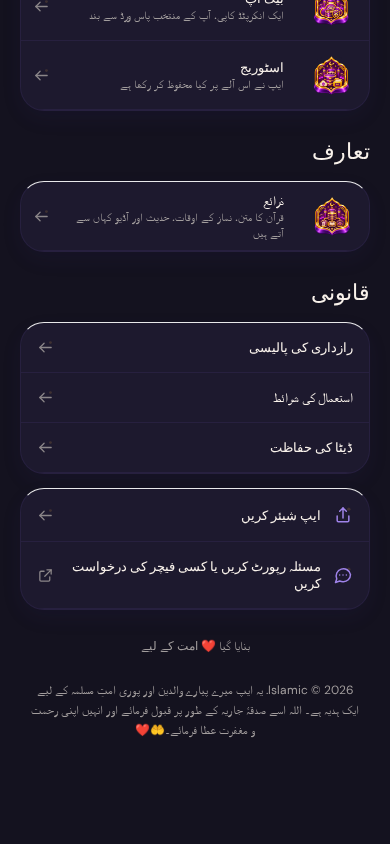 بیک اپ
ایک انکرپٹڈ کاپی، آپ کے منتخب پاس ورڈ سے بند
اسٹوریج
ایپ نے اس آلے پر کیا محفوظ کر رکھا ہے
تعارف
ذرائع
قرآن کا متن، نماز کے اوقات، حدیث اور آڈیو کہاں سے
آتے ہیں
قانونی
رازداری کی پالیسی
استعمال کی شرائط
ڈیٹا کی حفاظت
ایپ شیئر کریں
مسئلہ رپورٹ کریں یا کسی فیچر کی درخواست
کریں
بنایا گیا ❤️ امت کے لیے
Islamic © 2026. یہ ایپ میرے پیارے والدین اور پوری امتِ مسلمہ کے لیے
ایک ہدیہ ہے۔ اللہ اسے صدقۂ جاریہ کے طور پر قبول فرمائے اور انہیں اپنی رحمت
و مغفرت عطا فرمائے۔🤲❤️